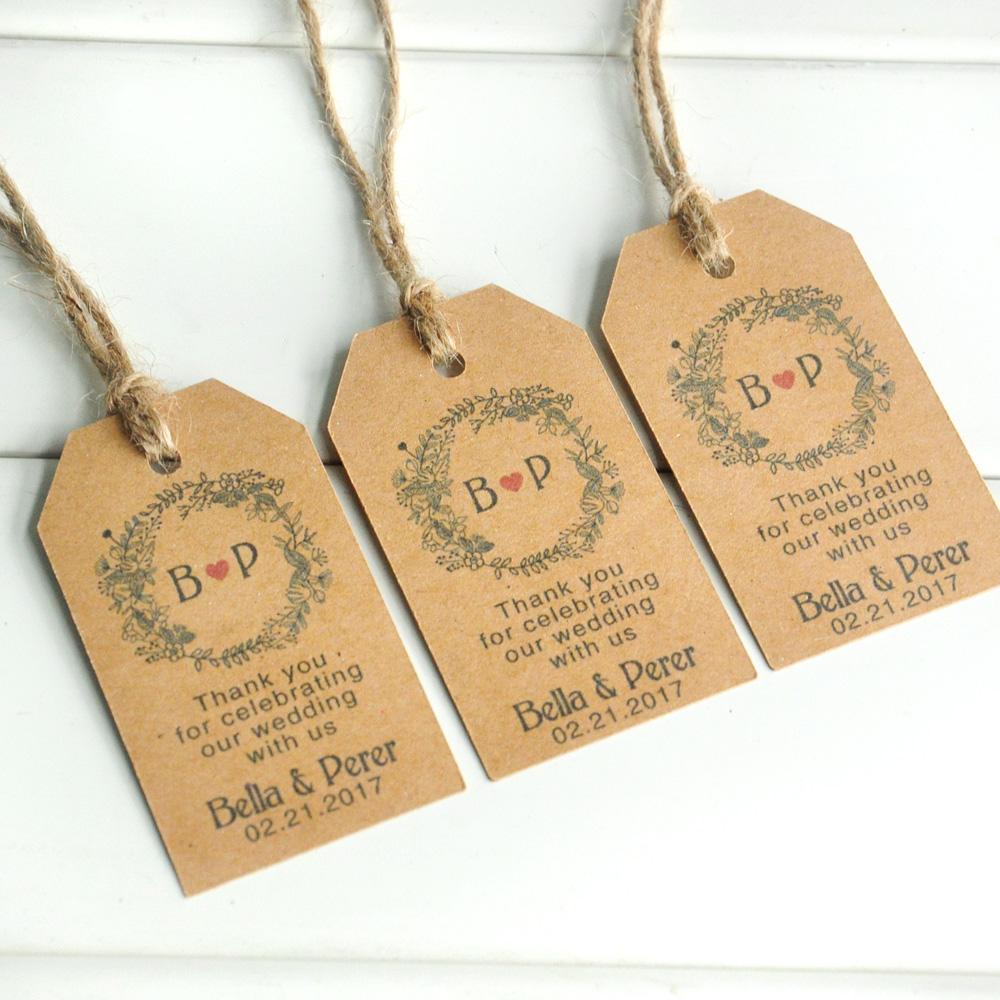 B ♥ P
Thank you
for celebrating
our wedding
with us
Bella & Perer
02.21.2017
B ♥ P
Thank you
for celebrating
our wedding
with us
Bella & Perer
02.21.2017
B ♥ P
Thank you
for celebrating
our wedding
with us
Bella & Perer
02.21.2017